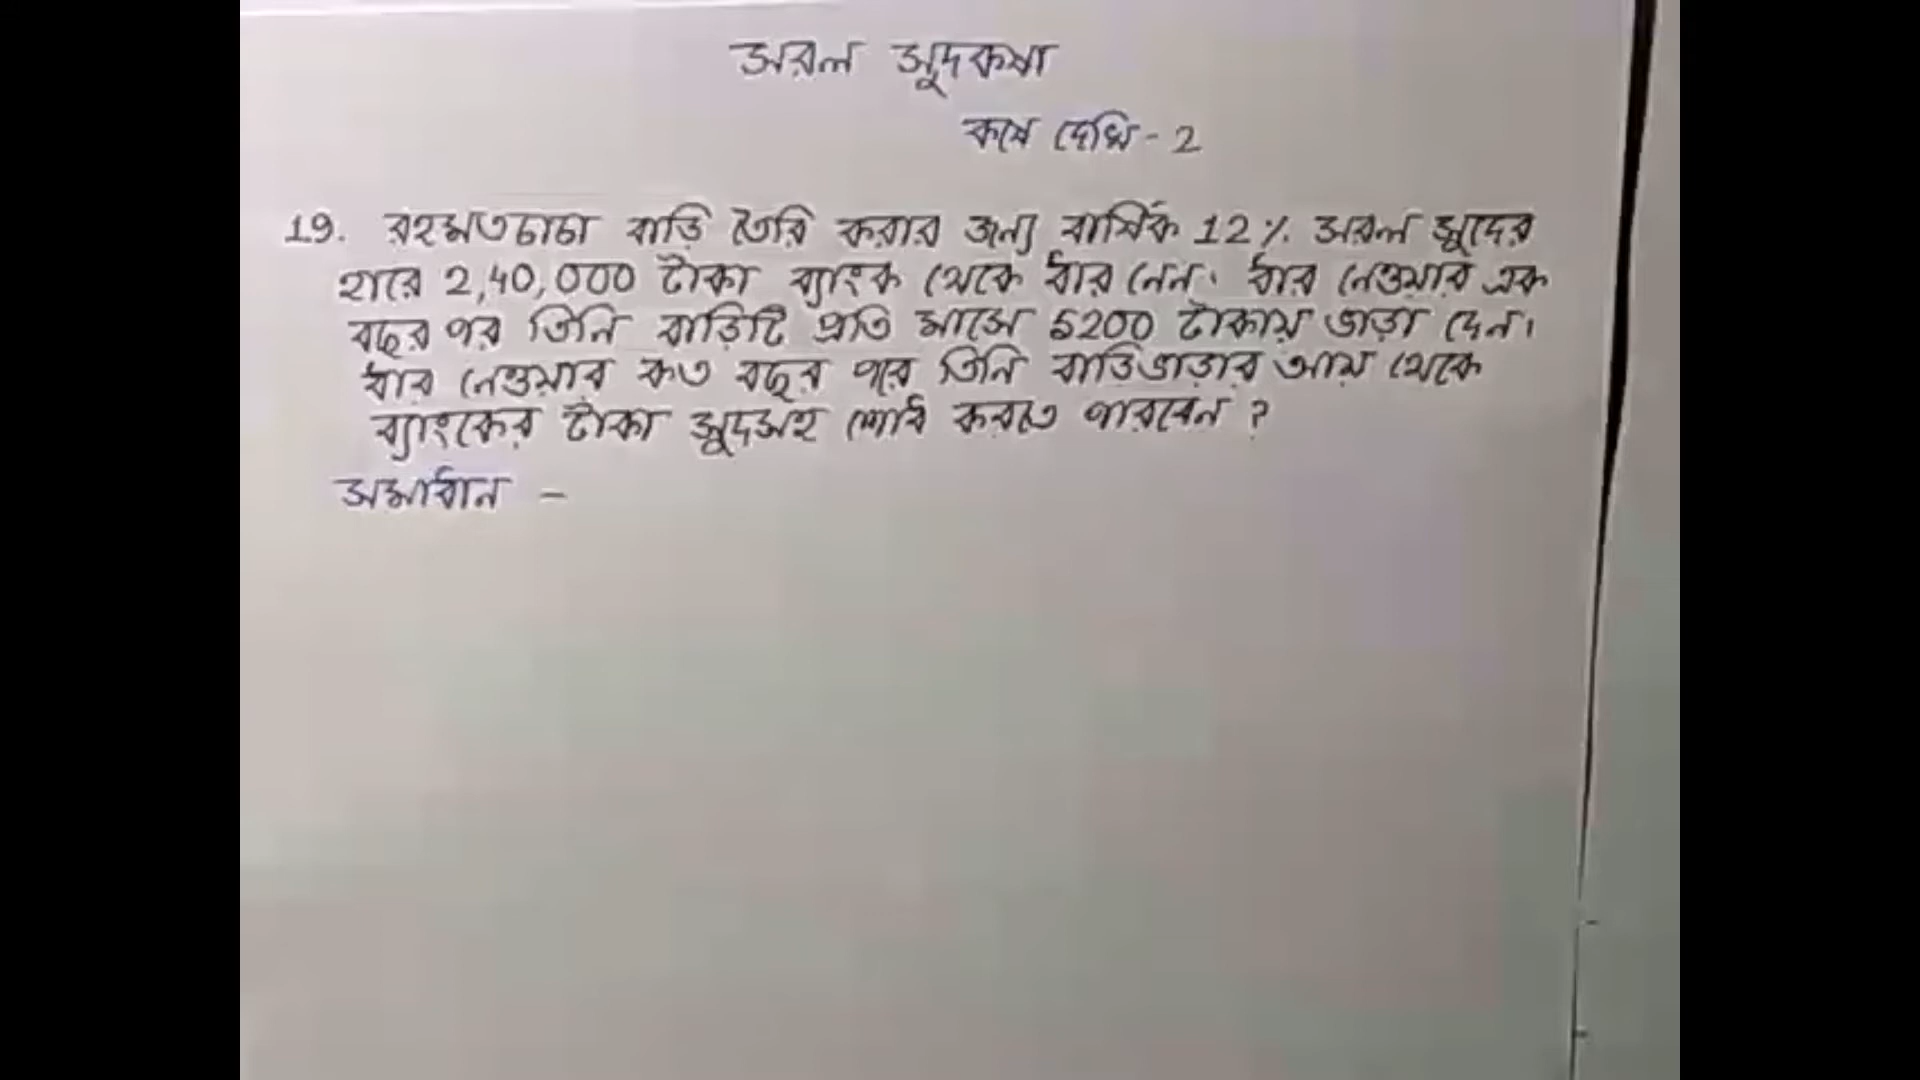 সরল সুদকষা
কষে দেখি - 2
19. রহমতচাচা বাড়ি তৈরি করার জন্য বার্ষিক 12% সরল সুদের
হারে 2,40,000 টাকা ব্যাংক থেকে ধার নেন। ধার নেওয়ার এক
বছর পর তিনি বাড়িটি প্রতি মাসে 5200 টাকায় ভাড়া দেন।
ধার নেওয়ার কত বছর পরে তিনি বাড়িভাড়ার আয় থেকে
ব্যাংকের টাকা সুদসহ শোধ করতে পারবেন ?
সমাধান -